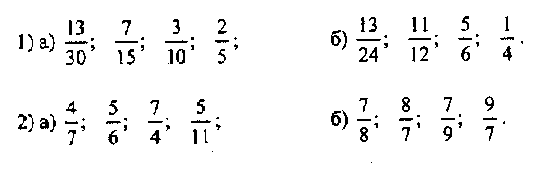 1) а) 13/30; 7/15; 3/10; 2/5; б) 13/24; 11/12; 5/6; 1/4.
2) а) 4/7; 5/6; 7/4; 5/11; б) 7/8; 8/7; 7/9; 9/7.